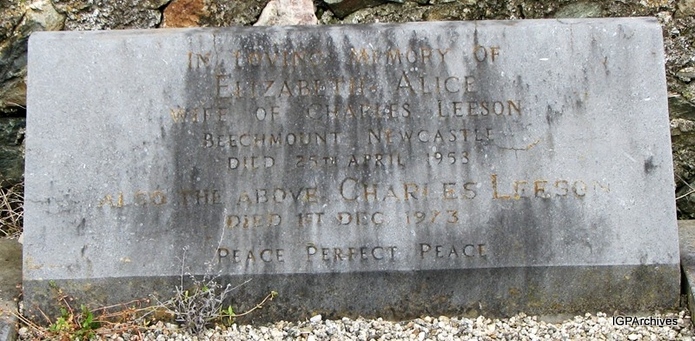 IN LOVING MEMORY OF
ELIZABETH ALICE
WIFE OF CHARLES LEESON
BEECHMOUNT NEWCASTLE
DIED 25TH APRIL 1953
ALSO THE ABOVE CHARLES LEESON
DIED 1ST DEC 1973
PEACE PERFECT PEACE
IGPArchives